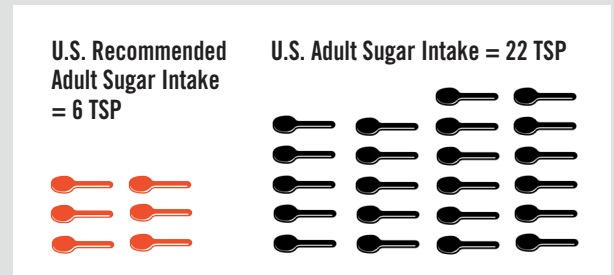 U.S. Recommended
Adult Sugar Intake
= 6 TSP
U.S. Adult Sugar Intake = 22 TSP